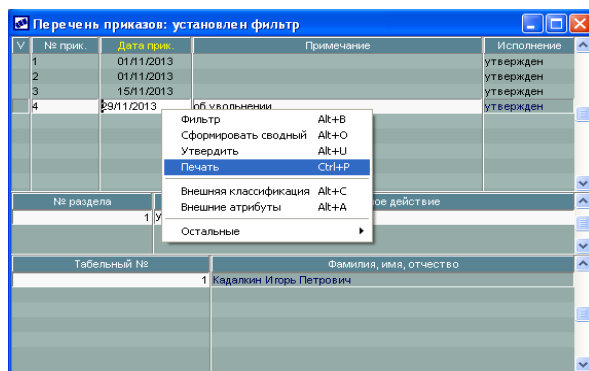 Перечень приказов: установлен фильтр
V № прик. Дата прик. Примечание Исполнение
1 01/11/2013 утвержден
2 01/11/2013 утвержден
3 15/11/2013 утвержден
4 29/11/2013 об увольнении утвержден
Фильтр Alt+B
Сформировать сводный Alt+O
Утвердить Alt+U
Печать Ctrl+P
Внешняя классификация Alt+C
Внешние атрибуты Alt+A
Остальные
№ раздела ое действие
1 У
Табельный № Фамилия, имя, отчество
1 Кадалкин Игорь Петрович